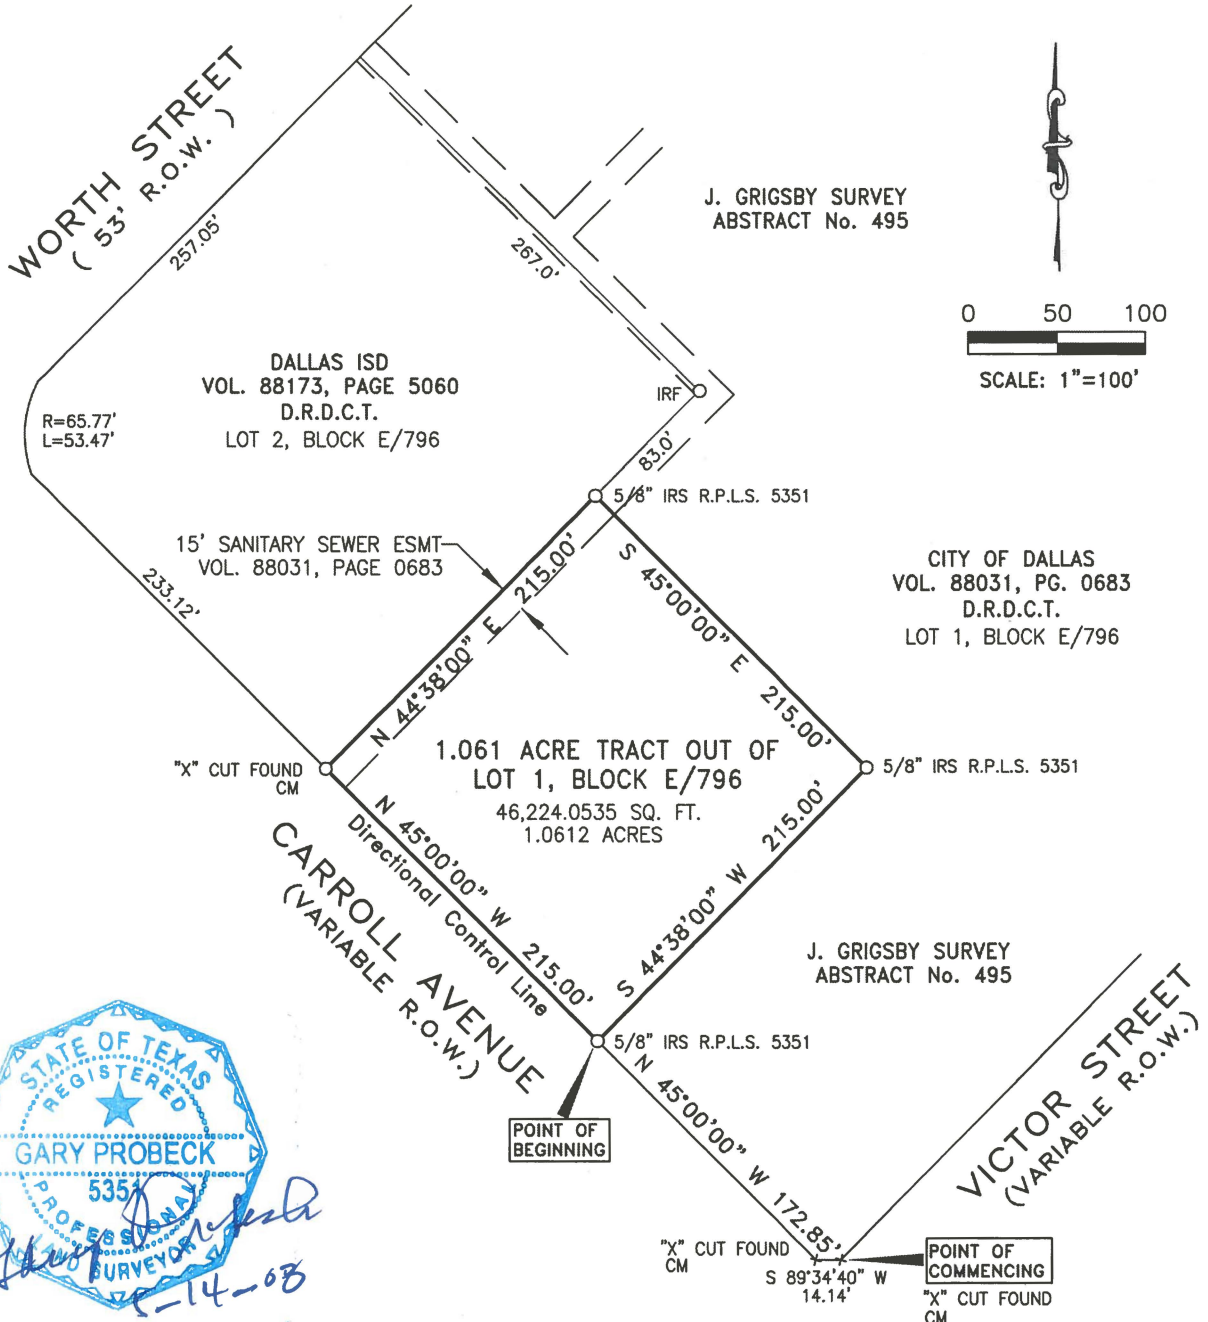 WORTH STREET
( 53' R.O.W. )
257.05'
267.0'
J. GRIGSBY SURVEY
ABSTRACT No. 495
0 50 100
SCALE: 1"=100'
DALLAS ISD
VOL. 88173, PAGE 5060
D.R.D.C.T.
LOT 2, BLOCK E/796
R=65.77'
L=53.47'
IRF
83.0'
5/8" IRS R.P.L.S. 5351
15' SANITARY SEWER ESMT
VOL. 88031, PAGE 0683
233.12'
N 44°38'00" E 215.00'
S 45°00'00" E 215.00'
CITY OF DALLAS
VOL. 88031, PG. 0683
D.R.D.C.T.
LOT 1, BLOCK E/796
"X" CUT FOUND
CM
1.061 ACRE TRACT OUT OF
LOT 1, BLOCK E/796
46,224.0535 SQ. FT.
1.0612 ACRES
5/8" IRS R.P.L.S. 5351
N 45°00'00" W 215.00'
Directional Control Line
CARROLL AVENUE
(VARIABLE R.O.W.)
S 44°38'00" W 215.00'
J. GRIGSBY SURVEY
ABSTRACT No. 495
5/8" IRS R.P.L.S. 5351
POINT OF
BEGINNING
N 45°00'00" W 172.85'
VICTOR STREET
(VARIABLE R.O.W.)
"X" CUT FOUND
CM
S 89°34'40" W
14.14'
POINT OF
COMMENCING
"X" CUT FOUND
CM
STATE OF TEXAS
REGISTERED
GARY PROBECK
5351
PROFESSIONAL
LAND SURVEYOR
5-14-08